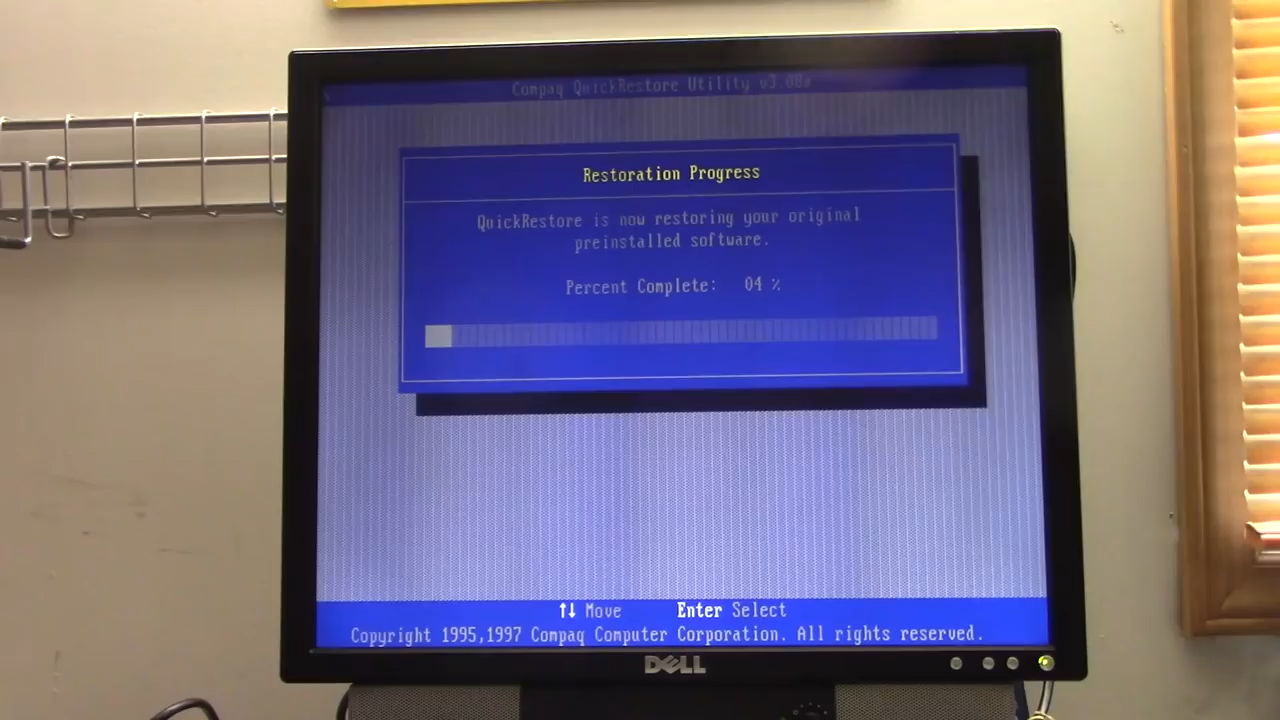 Compaq QuickRestore Utility v3.08a
Restoration Progress
QuickRestore is now restoring your original
preinstalled software.
Percent Complete: 04 %
↑↓ Move Enter Select
Copyright 1995,1997 Compaq Computer Corporation. All rights reserved.
DELL